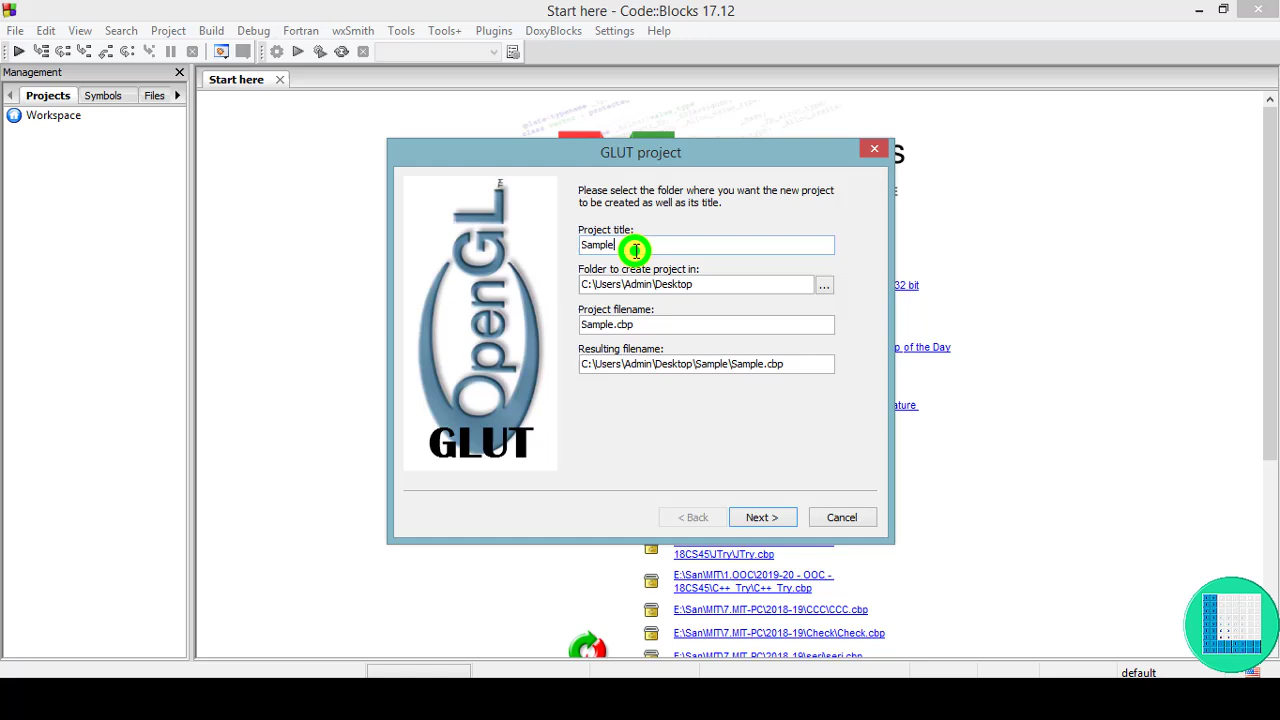 Start here - Code::Blocks 17.12
File Edit View Search Project Build Debug Fortran wxSmith Tools Tools+ Plugins DoxyBlocks Settings Help
Management
Start here
Projects Symbols Files
Workspace
GLUT project
S
E
OpenGL
GLUT
Please select the folder where you want the new project
to be created as well as its title.
Project title:
Sample
Folder to create project in:
C:\Users\Admin\Desktop
...
Project filename:
Sample.cbp
Resulting filename:
C:\Users\Admin\Desktop\Sample\Sample.cbp
< Back Next > Cancel
32 bit
p of the Day
ature
18CS45\JTry\JTry.cbp
E:\San\MIT\1.OOC\2019-20 - OOC -
18CS45\C++_Try\C++_Try.cbp
E:\San\MIT\7.MIT-PC\2018-19\CCC\CCC.cbp
E:\San\MIT\7.MIT-PC\2018-19\Check\Check.cbp
default